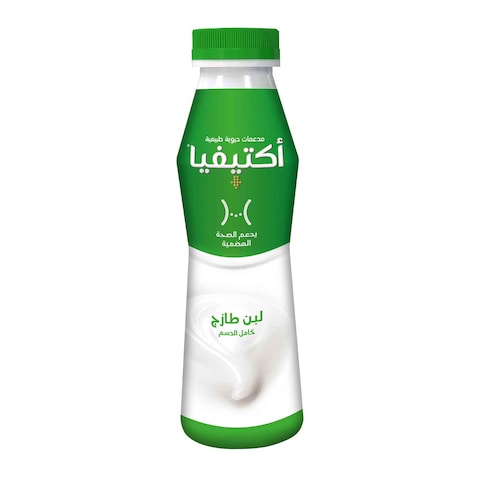 مدعمات حيوية طبيعية
أكتيفيا
يدعم الصحة
الهضمية
لبن طازج
كامل الدسم